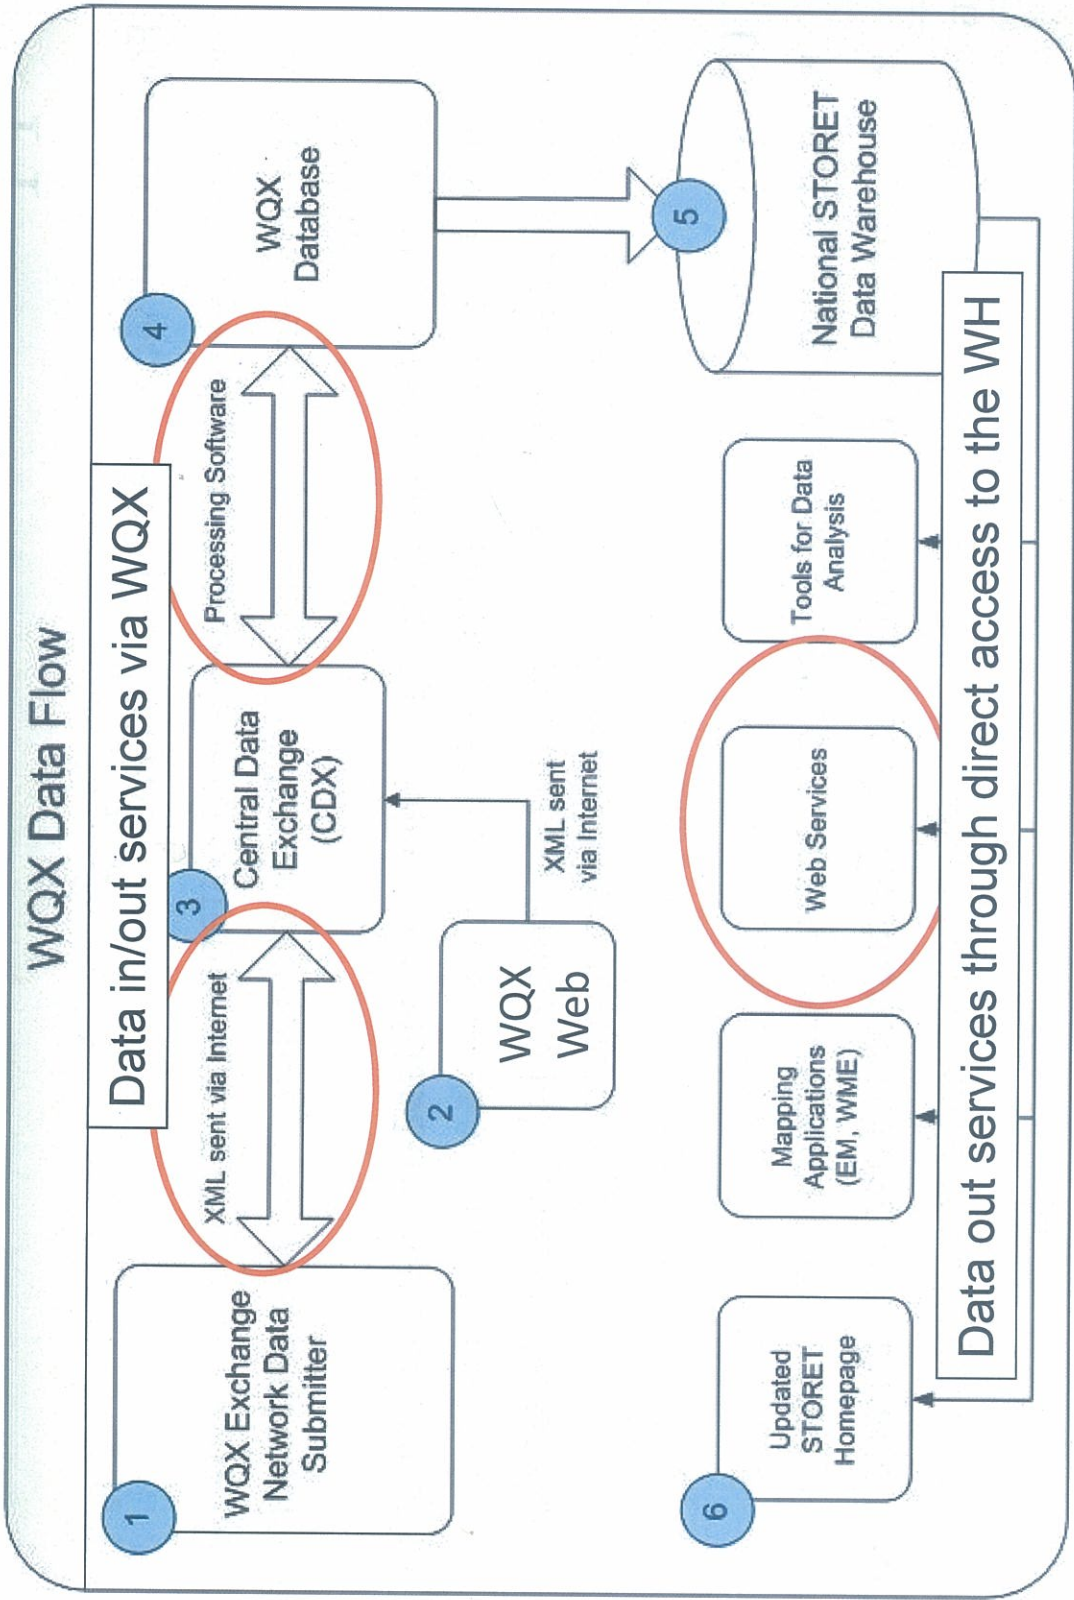 WQX Data Flow
Data in/out services via WQX
1
WQX Exchange
Network Data
Submitter
XML sent via Internet
3
Central Data
Exchange
(CDX)
Processing Software
4
WQX
Database
2
WQX
Web
XML sent
via Internet
5
National STORET
Data Warehouse
6
Updated
STORET
Homepage
Mapping
Applications
(EM, WME)
Web Services
Tools for Data
Analysis
Data out services through direct access to the WH